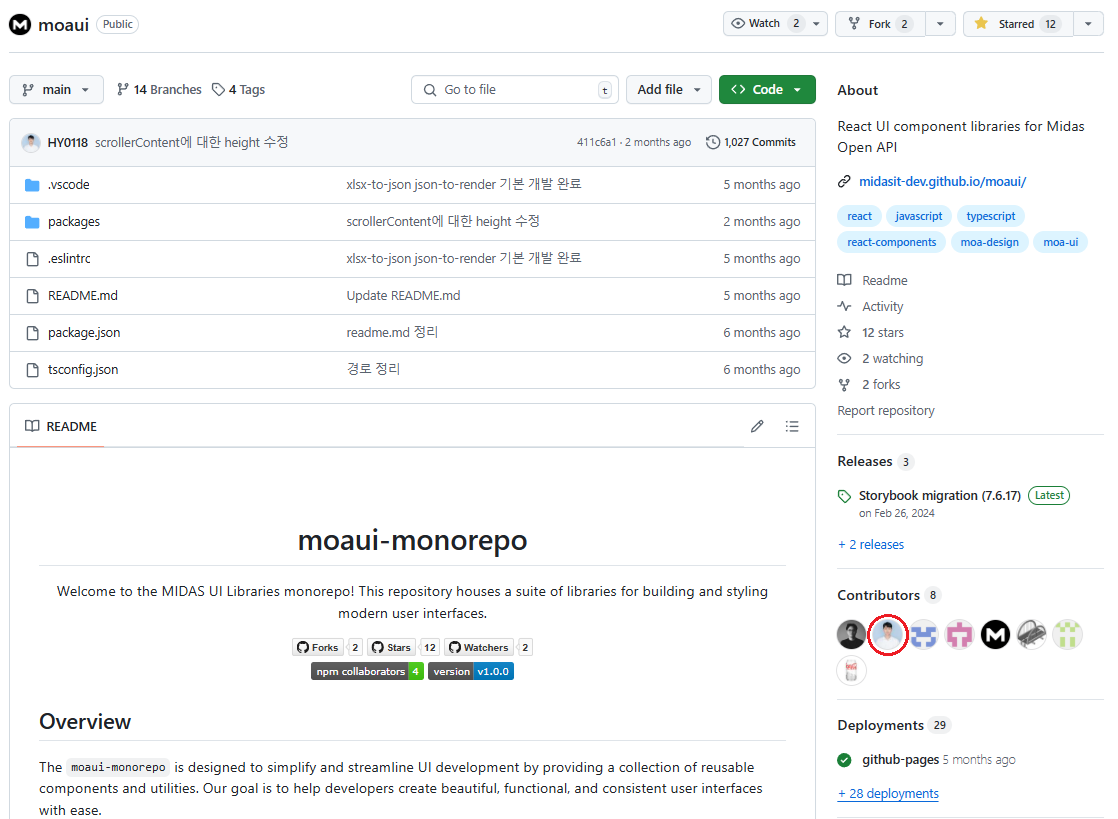 moaui Public
Watch 2
Fork 2
Starred 12
main
14 Branches
4 Tags
Go to file
t
Add file
Code
HY0118 scrollerContent에 대한 height 수정 411c6a1 · 2 months ago 1,027 Commits
.vscode xlsx-to-json json-to-render 기본 개발 완료 5 months ago
packages scrollerContent에 대한 height 수정 2 months ago
.eslintrc xlsx-to-json json-to-render 기본 개발 완료 5 months ago
README.md Update README.md 5 months ago
package.json readme.md 정리 6 months ago
tsconfig.json 경로 정리 6 months ago
README
moaui-monorepo
Welcome to the MIDAS UI Libraries monorepo! This repository houses a suite of libraries for building and styling
modern user interfaces.
Forks 2 Stars 12 Watchers 2
npm collaborators 4 version v1.0.0
Overview
The moaui-monorepo is designed to simplify and streamline UI development by providing a collection of reusable
components and utilities. Our goal is to help developers create beautiful, functional, and consistent user interfaces
with ease.
About
React UI component libraries for Midas
Open API
midasit-dev.github.io/moaui/
react javascript typescript
react-components moa-design moa-ui
Readme
Activity
12 stars
2 watching
2 forks
Report repository
Releases 3
Storybook migration (7.6.17) Latest
on Feb 26, 2024
+ 2 releases
Contributors 8
Deployments 29
github-pages 5 months ago
+ 28 deployments